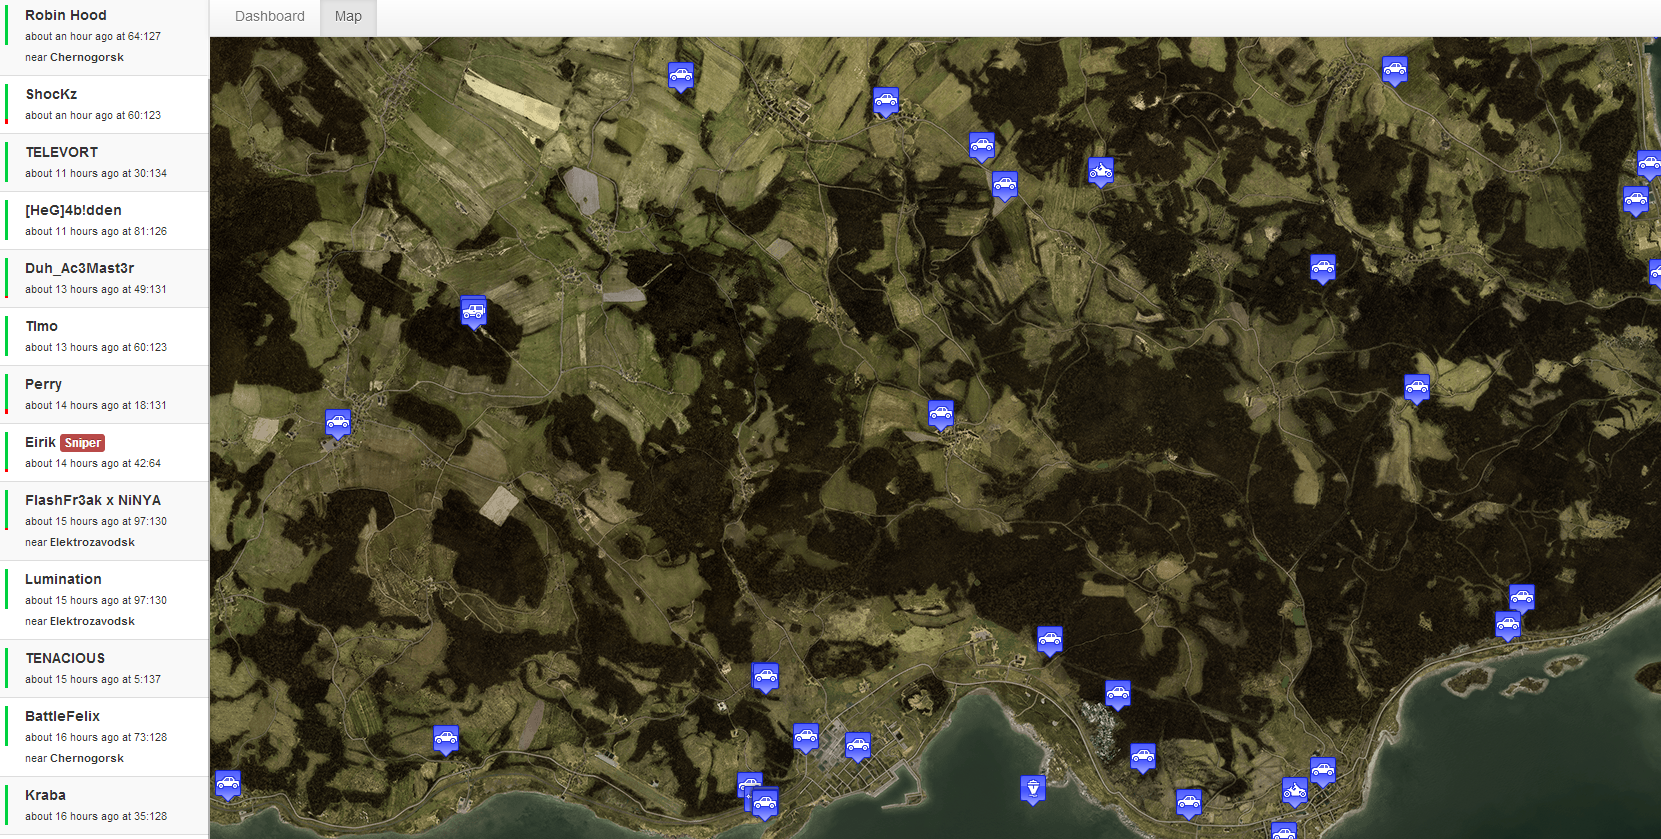 Dashboard
Map
Robin Hood
about an hour ago at 64:127
near Chernogorsk
ShocKz
about an hour ago at 60:123
TELEVORT
about 11 hours ago at 30:134
[HeG]4b!dden
about 11 hours ago at 81:126
Duh_Ac3Mast3r
about 13 hours ago at 49:131
TImo
about 13 hours ago at 60:123
Perry
about 14 hours ago at 18:131
Eirik Sniper
about 14 hours ago at 42:64
FlashFr3ak x NiNYA
about 15 hours ago at 97:130
near Elektrozavodsk
Lumination
about 15 hours ago at 97:130
near Elektrozavodsk
TENACIOUS
about 15 hours ago at 5:137
BattleFelix
about 16 hours ago at 73:128
near Chernogorsk
Kraba
about 16 hours ago at 35:128